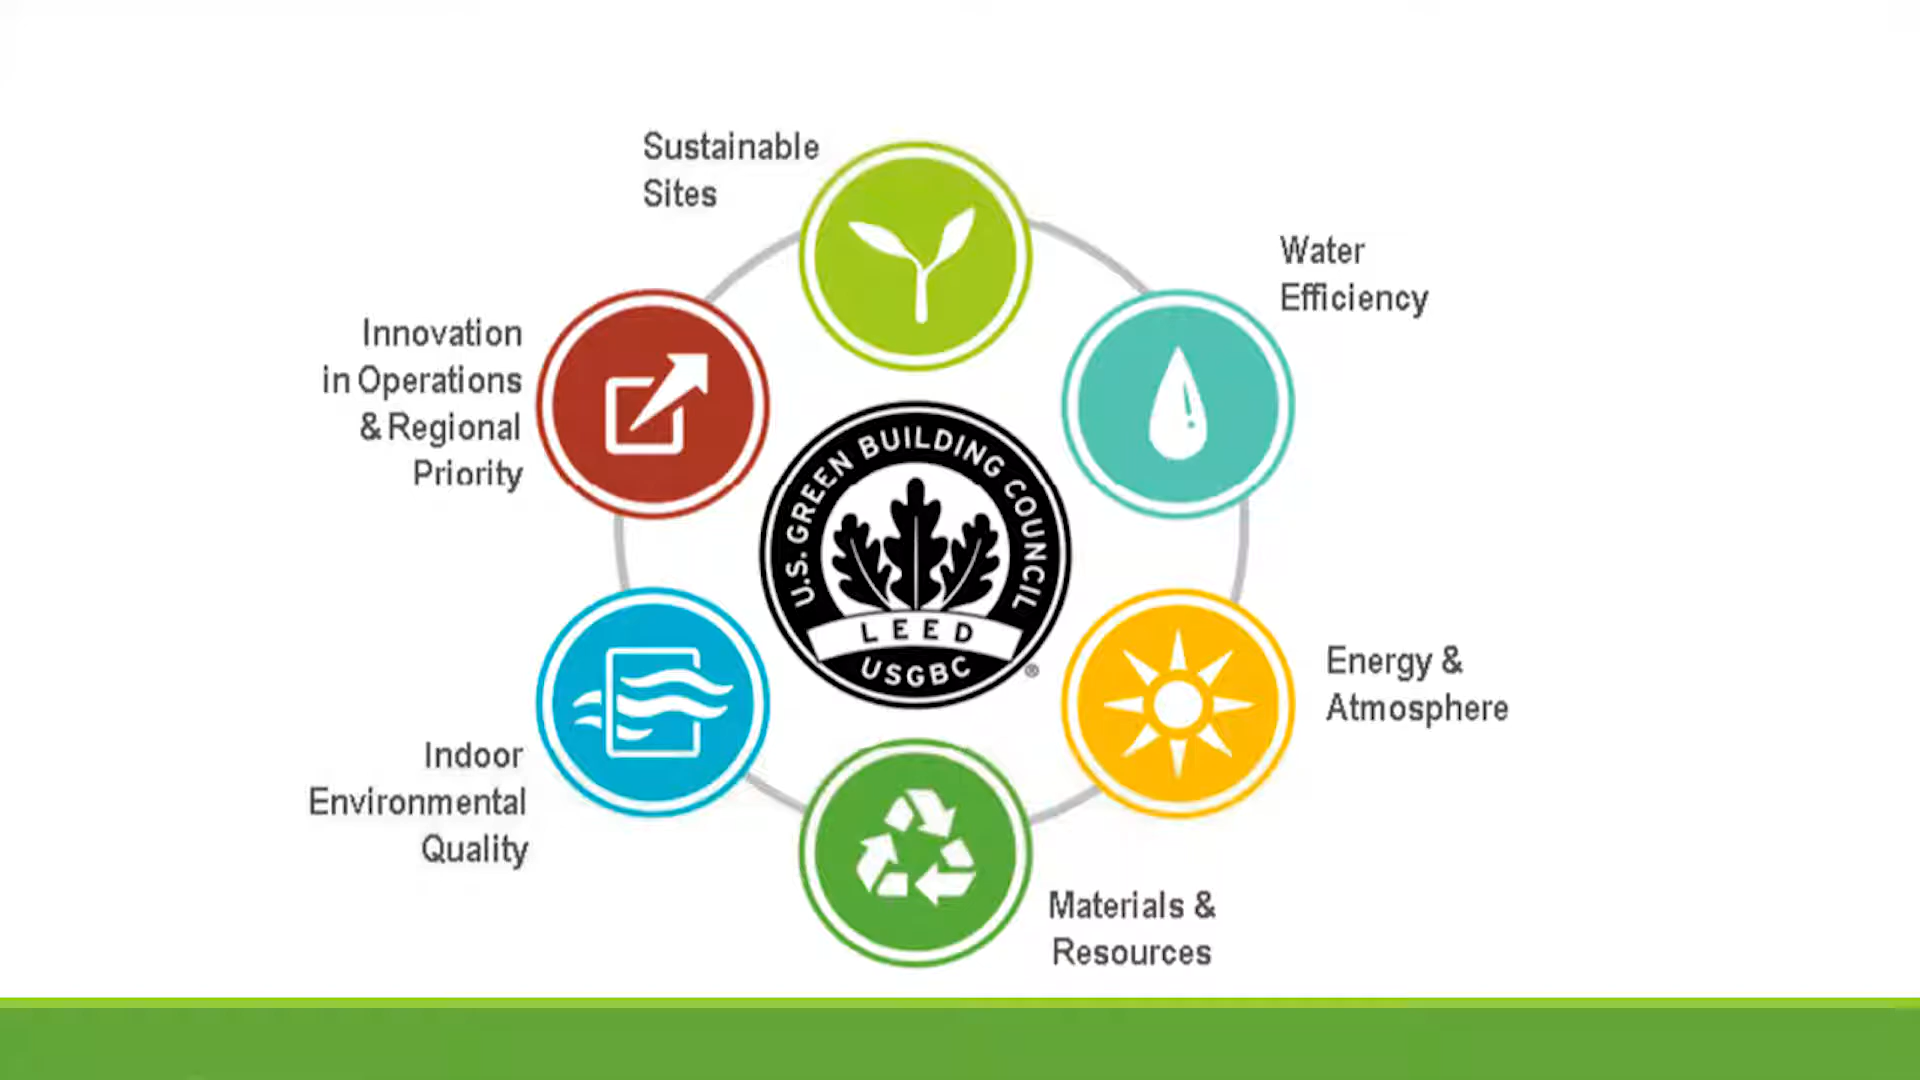 Sustainable
Sites
Water
Efficiency
Innovation
in Operations
& Regional
Priority
U.S. GREEN BUILDING COUNCIL
LEED
USGBC
®
Energy &
Atmosphere
Indoor
Environmental
Quality
Materials &
Resources